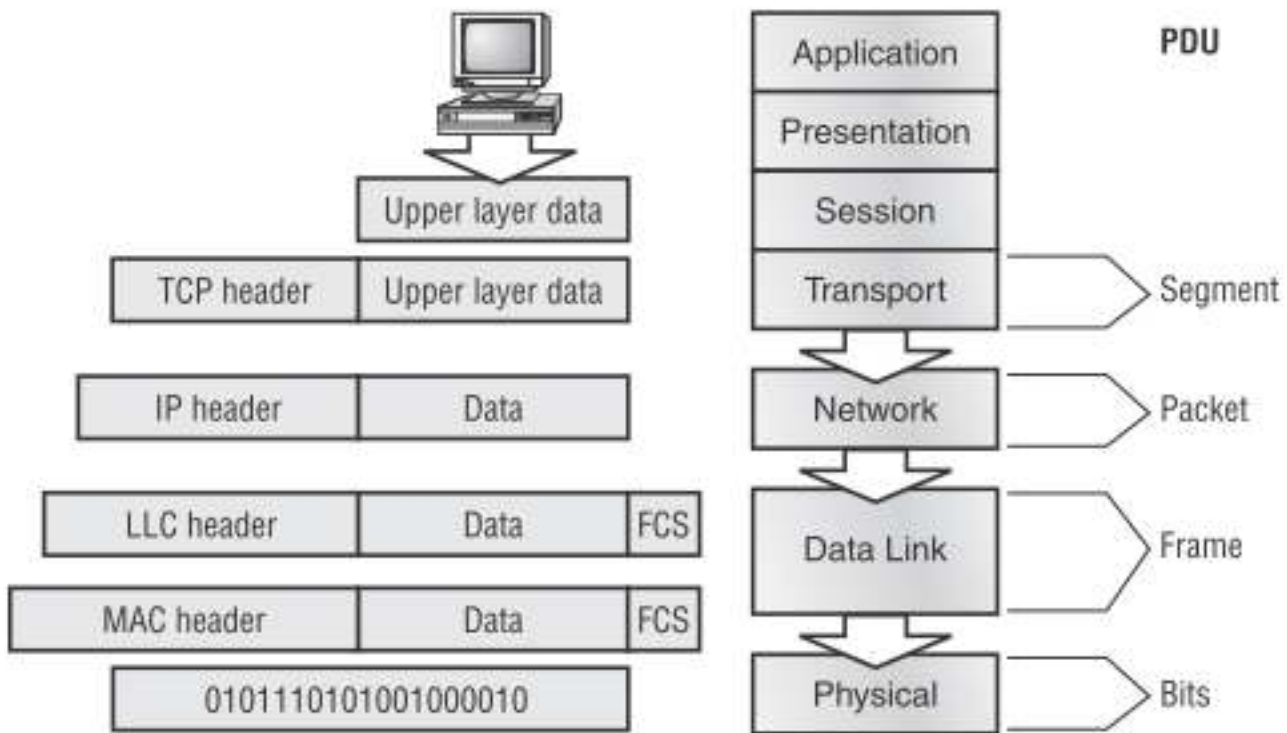 Application
PDU
Presentation
Upper layer data
Session
TCP header
Upper layer data
Transport
Segment
IP header
Data
Network
Packet
LLC header
Data
FCS
Data Link
Frame
MAC header
Data
FCS
0101110101001000010
Physical
Bits